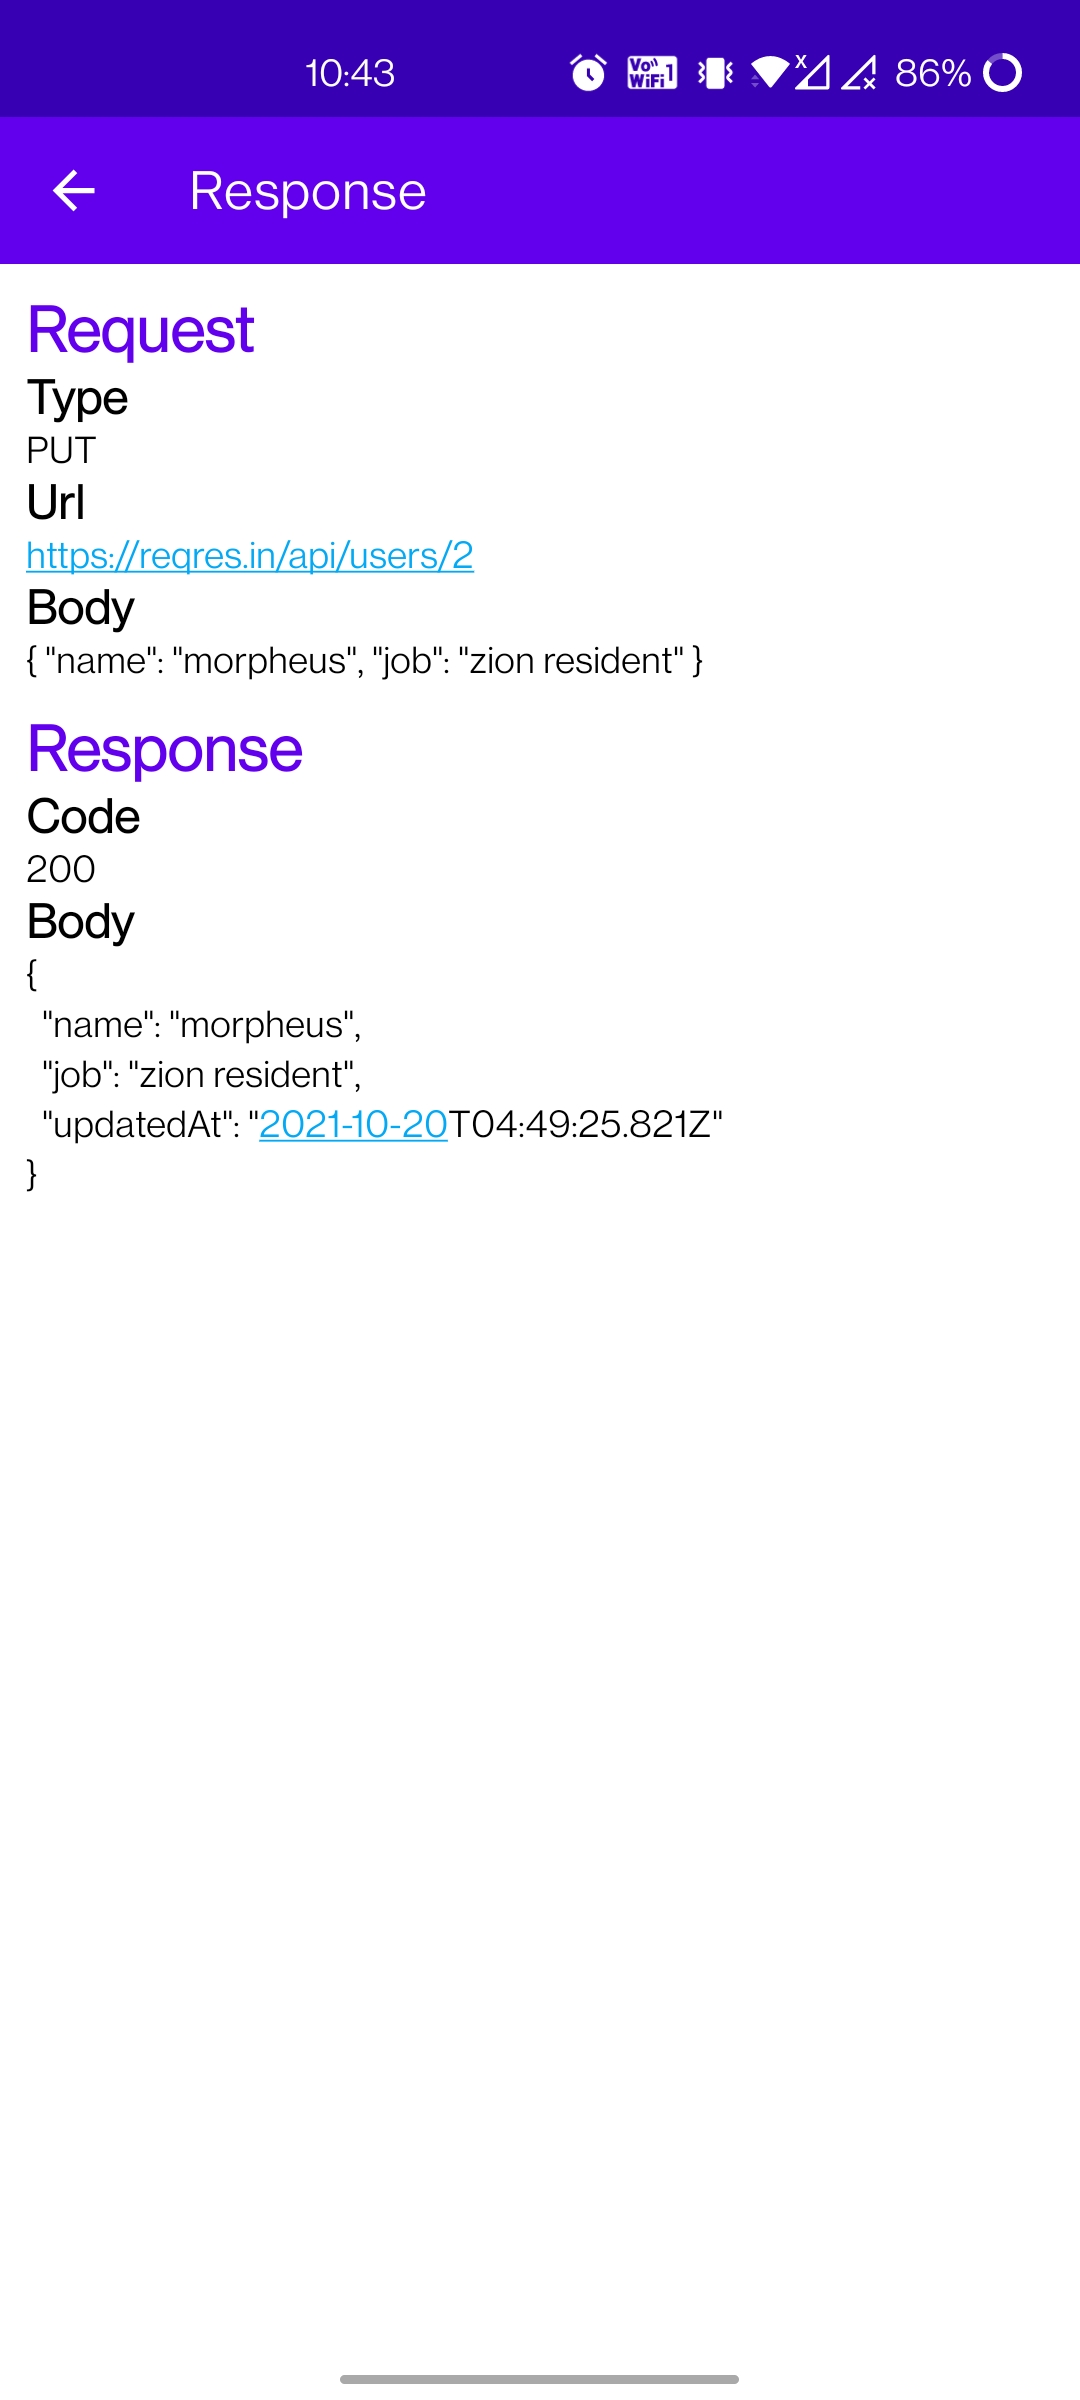 10:43 Vo WiFi 1 86%
Response
Request
Type
PUT
Url
https://reqres.in/api/users/2
Body
{ "name": "morpheus", "job": "zion resident" }
Response
Code
200
Body
{
"name": "morpheus",
"job": "zion resident",
"updatedAt": "2021-10-20T04:49:25.821Z"
}